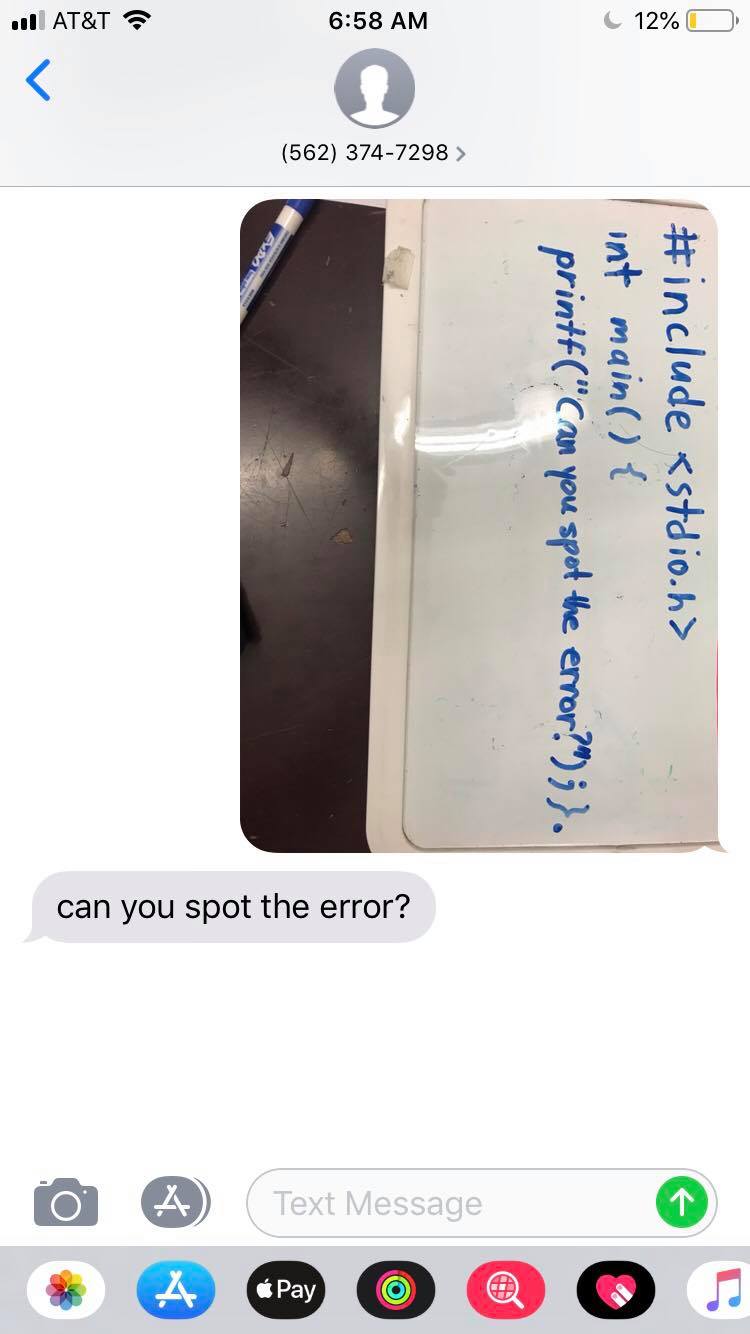 AT&T 6:58 AM 12%
(562) 374-7298 >
#include <stdio.h>
int main() {
printf("Can you spot the error?");}.
EXPO
can you spot the error?
Text Message
Pay